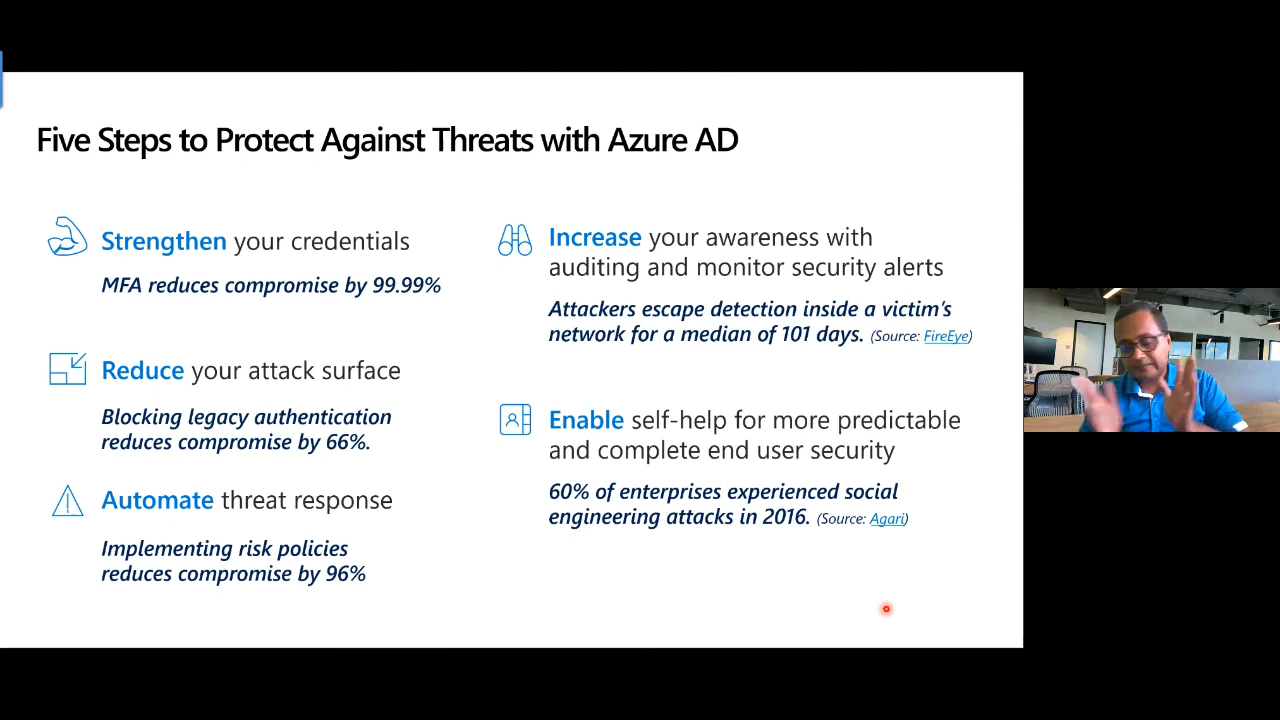 Five Steps to Protect Against Threats with Azure AD
Strengthen your credentials
MFA reduces compromise by 99.99%
Reduce your attack surface
Blocking legacy authentication
reduces compromise by 66%.
Automate threat response
Implementing risk policies
reduces compromise by 96%
Increase your awareness with
auditing and monitor security alerts
Attackers escape detection inside a victim's
network for a median of 101 days. (Source: FireEye)
Enable self-help for more predictable
and complete end user security
60% of enterprises experienced social
engineering attacks in 2016. (Source: Agari)